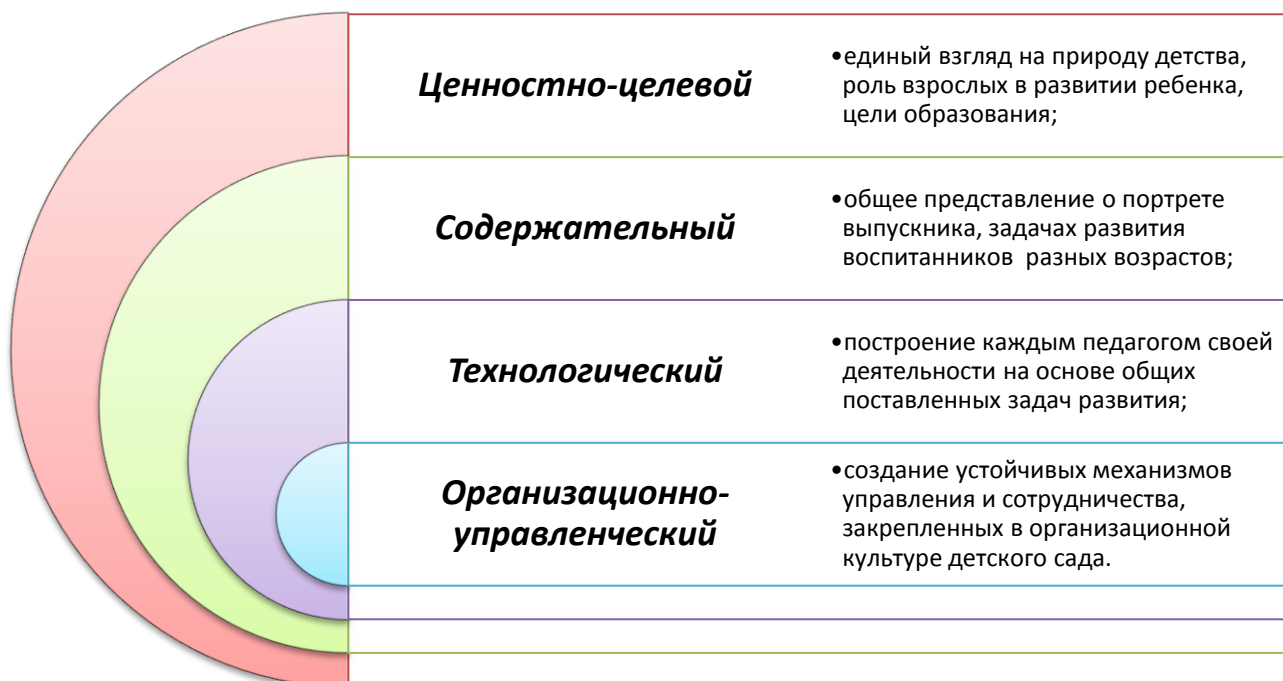 Ценностно-целевой
•единый взгляд на природу детства,
роль взрослых в развитии ребенка,
цели образования;
Содержательный
•общее представление о портрете
выпускника, задачах развития
воспитанников разных возрастов;
Технологический
•построение каждым педагогом своей
деятельности на основе общих
поставленных задач развития;
Организационно-
управленческий
•создание устойчивых механизмов
управления и сотрудничества,
закрепленных в организационной
культуре детского сада.